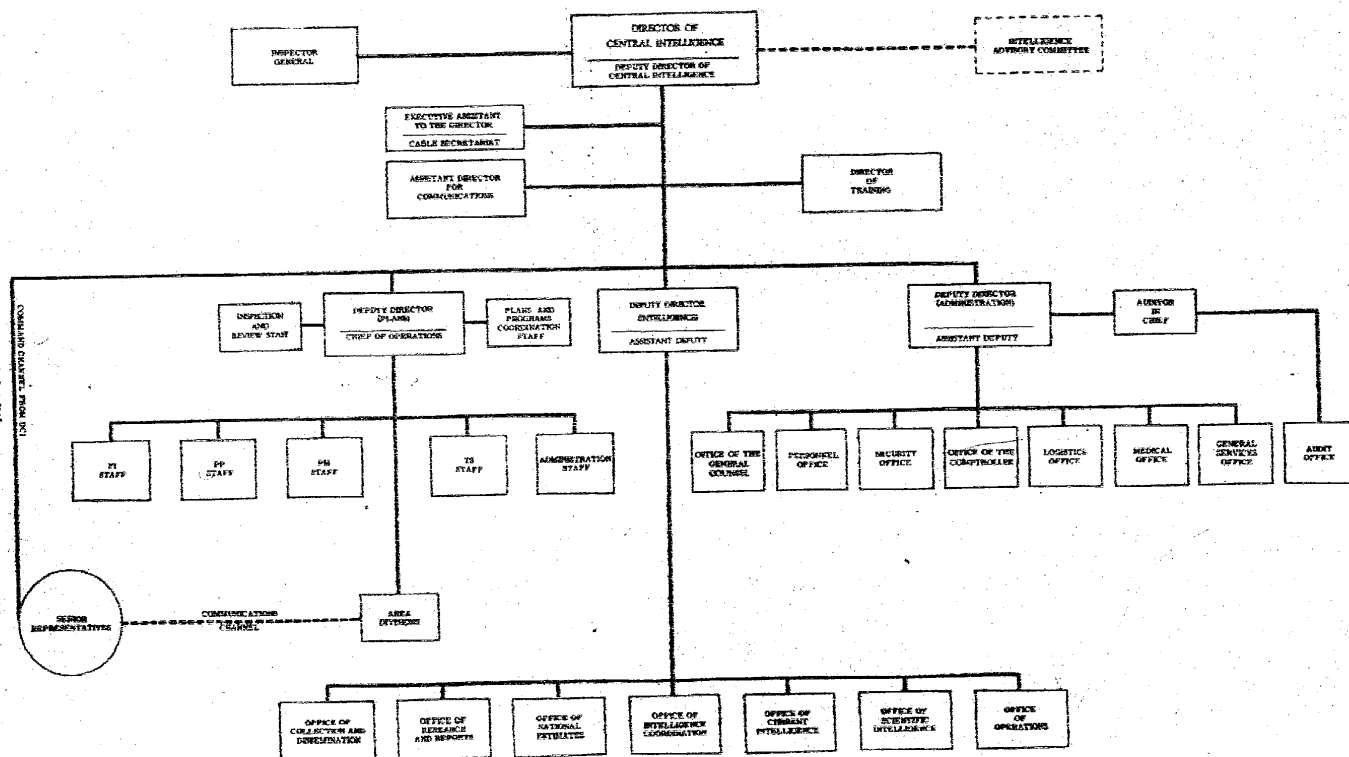 INSPECTOR
GENERAL
DIRECTOR OF
CENTRAL INTELLIGENCE
DEPUTY DIRECTOR OF
CENTRAL INTELLIGENCE
INTELLIGENCE
ADVISORY COMMITTEE
EXECUTIVE ASSISTANT
TO THE DIRECTOR
CABLE SECRETARIAT
ASSISTANT DIRECTOR
FOR
COMMUNICATIONS
DIRECTOR
OF
TRAINING
COMMAND CHANNEL FROM DCI
INSPECTION
AND
REVIEW STAFF
DEPUTY DIRECTOR
(PLANS)
CHIEF OF OPERATIONS
PLANS AND
PROGRAMS
COORDINATION
STAFF
DEPUTY DIRECTOR
INTELLIGENCE
ASSISTANT DEPUTY
DEPUTY DIRECTOR
(ADMINISTRATION)
ASSISTANT DEPUTY
AUDITOR
IN
CHIEF
FI
STAFF
PP
STAFF
PM
STAFF
TS
STAFF
ADMINISTRATION
STAFF
OFFICE OF THE
GENERAL
COUNSEL
PERSONNEL
OFFICE
SECURITY
OFFICE
OFFICE OF THE
COMPTROLLER
LOGISTICS
OFFICE
MEDICAL
OFFICE
GENERAL
SERVICES
OFFICE
AUDIT
OFFICE
SENIOR
REPRESENTATIVES
COMMUNICATIONS
CHANNEL
AREA
DIVISIONS
OFFICE OF
COLLECTION AND
DISSEMINATION
OFFICE OF
RESEARCH
AND REPORTS
OFFICE OF
NATIONAL
ESTIMATES
OFFICE OF
INTELLIGENCE
COORDINATION
OFFICE OF
CURRENT
INTELLIGENCE
OFFICE OF
SCIENTIFIC
INTELLIGENCE
OFFICE
OF
OPERATIONS